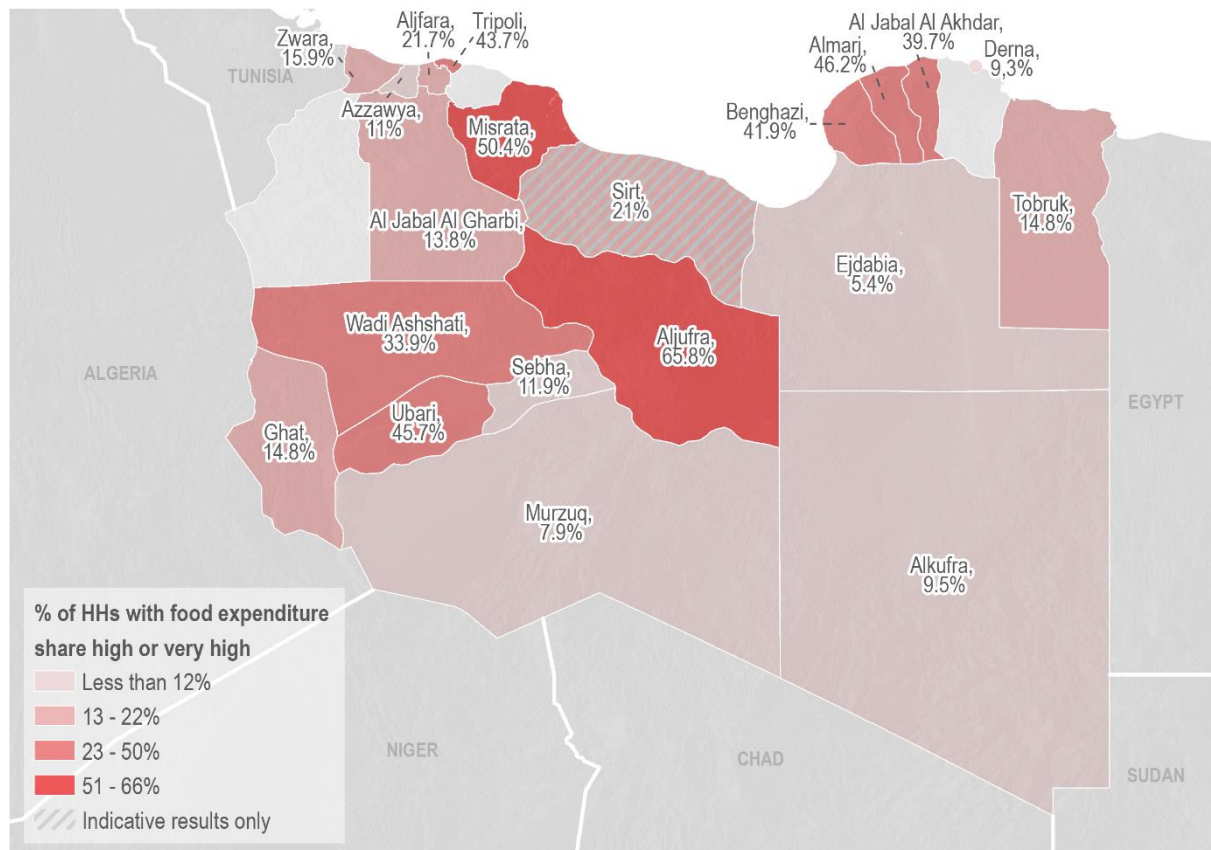 Zwara,
15.9%
Aljfara,
21.7%
Tripoli,
43.7%
Al Jabal Al Akhdar,
39.7%
Almarj,
46.2%
Derna,
9,3%
TUNISIA
Azzawya,
11%
Misrata,
50.4%
Benghazi,
41.9%
Sirt,
21%
Tobruk,
14.8%
Al Jabal Al Gharbi,
13.8%
Ejdabia,
5.4%
Wadi Ashshati,
33.9%
Aljufra,
65.8%
Sebha,
11.9%
ALGERIA
EGYPT
Ubari,
45.7%
Ghat,
14.8%
Murzuq,
7.9%
Alkufra,
9.5%
% of HHs with food expenditure
share high or very high
Less than 12%
13 - 22%
23 - 50%
51 - 66%
Indicative results only
NIGER
CHAD
SUDAN